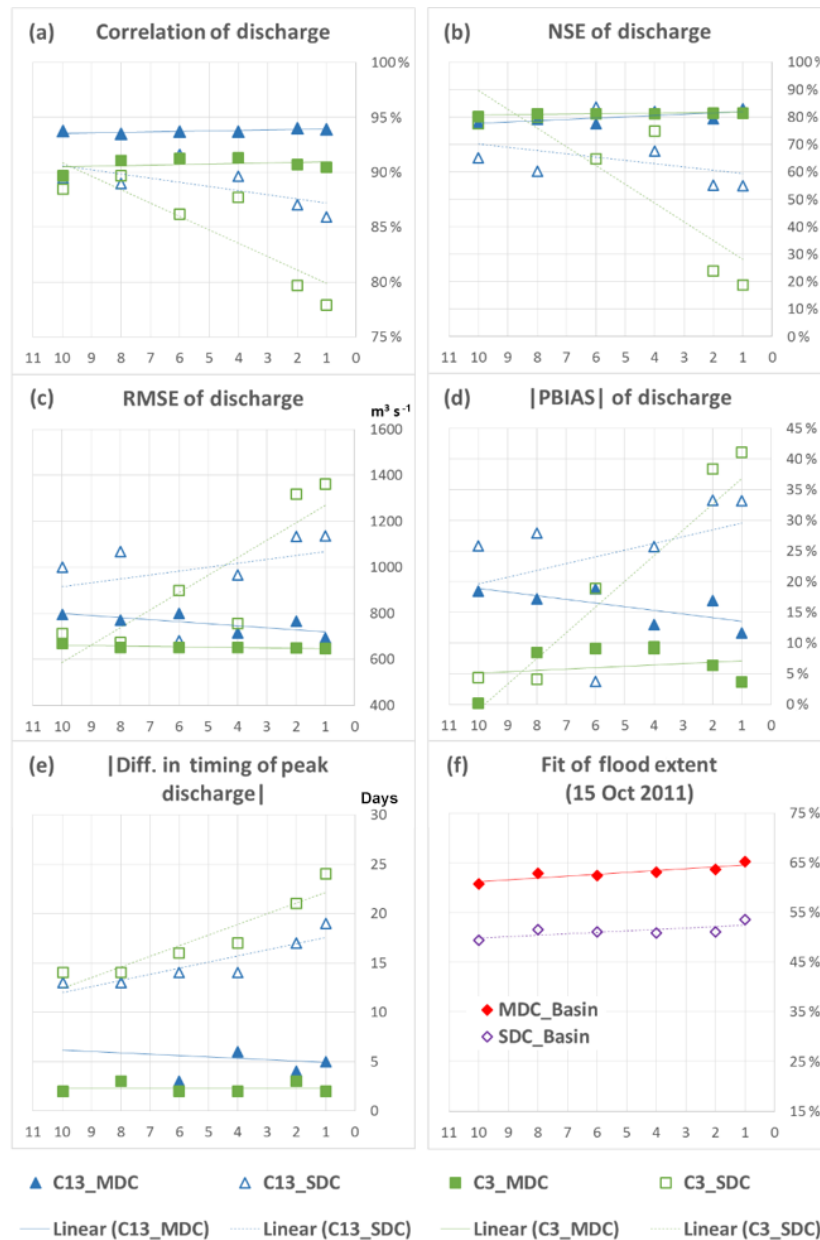 (a) Correlation of discharge
100 %
95 %
90 %
85 %
80 %
75 %
11 10 9 8 7 6 5 4 3 2 1 0
(b) NSE of discharge
100 %
90 %
80 %
70 %
60 %
50 %
40 %
30 %
20 %
10 %
0 %
11 10 9 8 7 6 5 4 3 2 1 0
(c) RMSE of discharge
m³ s⁻¹
1600
1400
1200
1000
800
600
400
11 10 9 8 7 6 5 4 3 2 1 0
(d) |PBIAS| of discharge
45 %
40 %
35 %
30 %
25 %
20 %
15 %
10 %
5 %
0 %
11 10 9 8 7 6 5 4 3 2 1 0
(e) |Diff. in timing of peak
discharge|
Days
30
25
20
15
10
5
0
11 10 9 8 7 6 5 4 3 2 1 0
(f) Fit of flood extent
(15 Oct 2011)
75 %
65 %
55 %
45 %
35 %
25 %
15 %
MDC_Basin
SDC_Basin
11 10 9 8 7 6 5 4 3 2 1 0
C13_MDC C13_SDC C3_MDC C3_SDC
Linear (C13_MDC) Linear (C13_SDC) Linear (C3_MDC) Linear (C3_SDC)